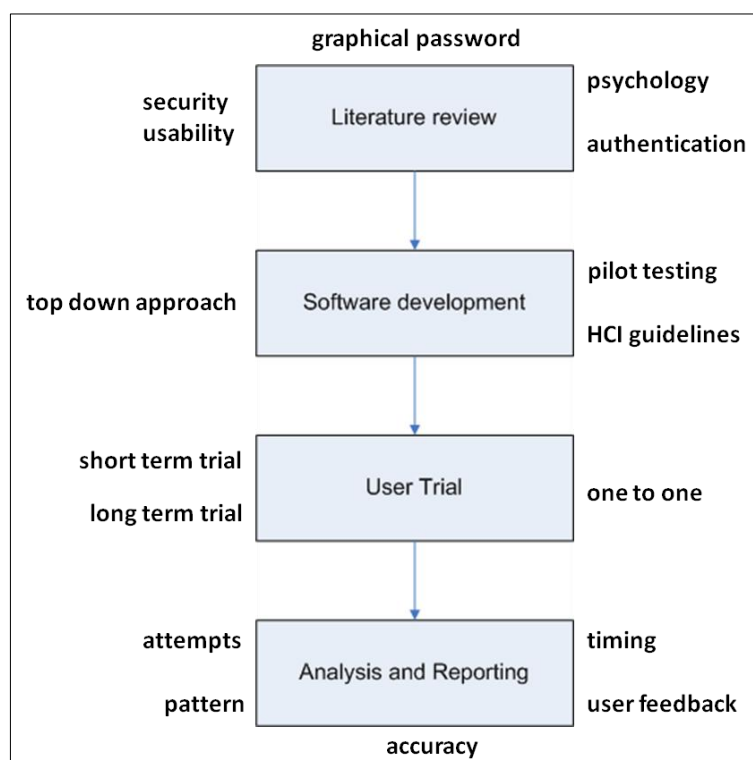 graphical password
security
usability
Literature review
psychology
authentication
top down approach
Software development
pilot testing
HCI guidelines
short term trial
long term trial
User Trial
one to one
attempts
pattern
Analysis and Reporting
timing
user feedback
accuracy